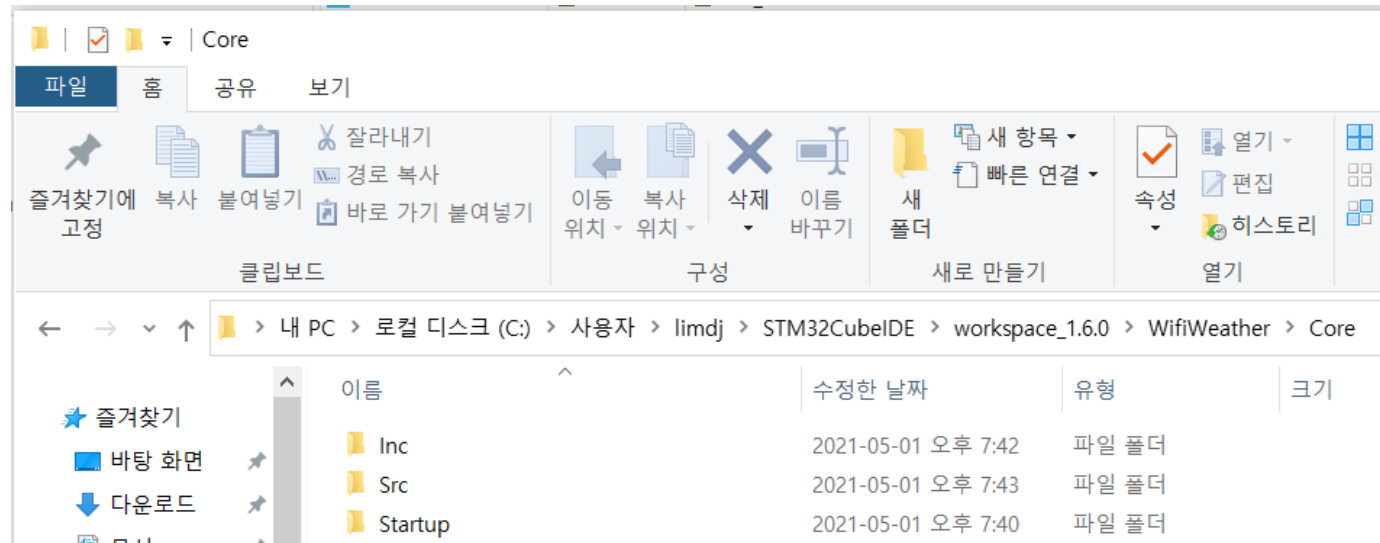 Core
파일 홈 공유 보기
즐겨찾기에 고정
복사
붙여넣기
잘라내기
경로 복사
바로 가기 붙여넣기
클립보드
이동 위치
복사 위치
삭제
이름 바꾸기
구성
새 폴더
새 항목
빠른 연결
새로 만들기
속성
열기
편집
히스토리
열기
내 PC > 로컬 디스크 (C:) > 사용자 > limdj > STM32CubeIDE > workspace_1.6.0 > WifiWeather > Core
이름 수정한 날짜 유형 크기
즐겨찾기
바탕 화면
다운로드
Inc 2021-05-01 오후 7:42 파일 폴더
Src 2021-05-01 오후 7:43 파일 폴더
Startup 2021-05-01 오후 7:40 파일 폴더